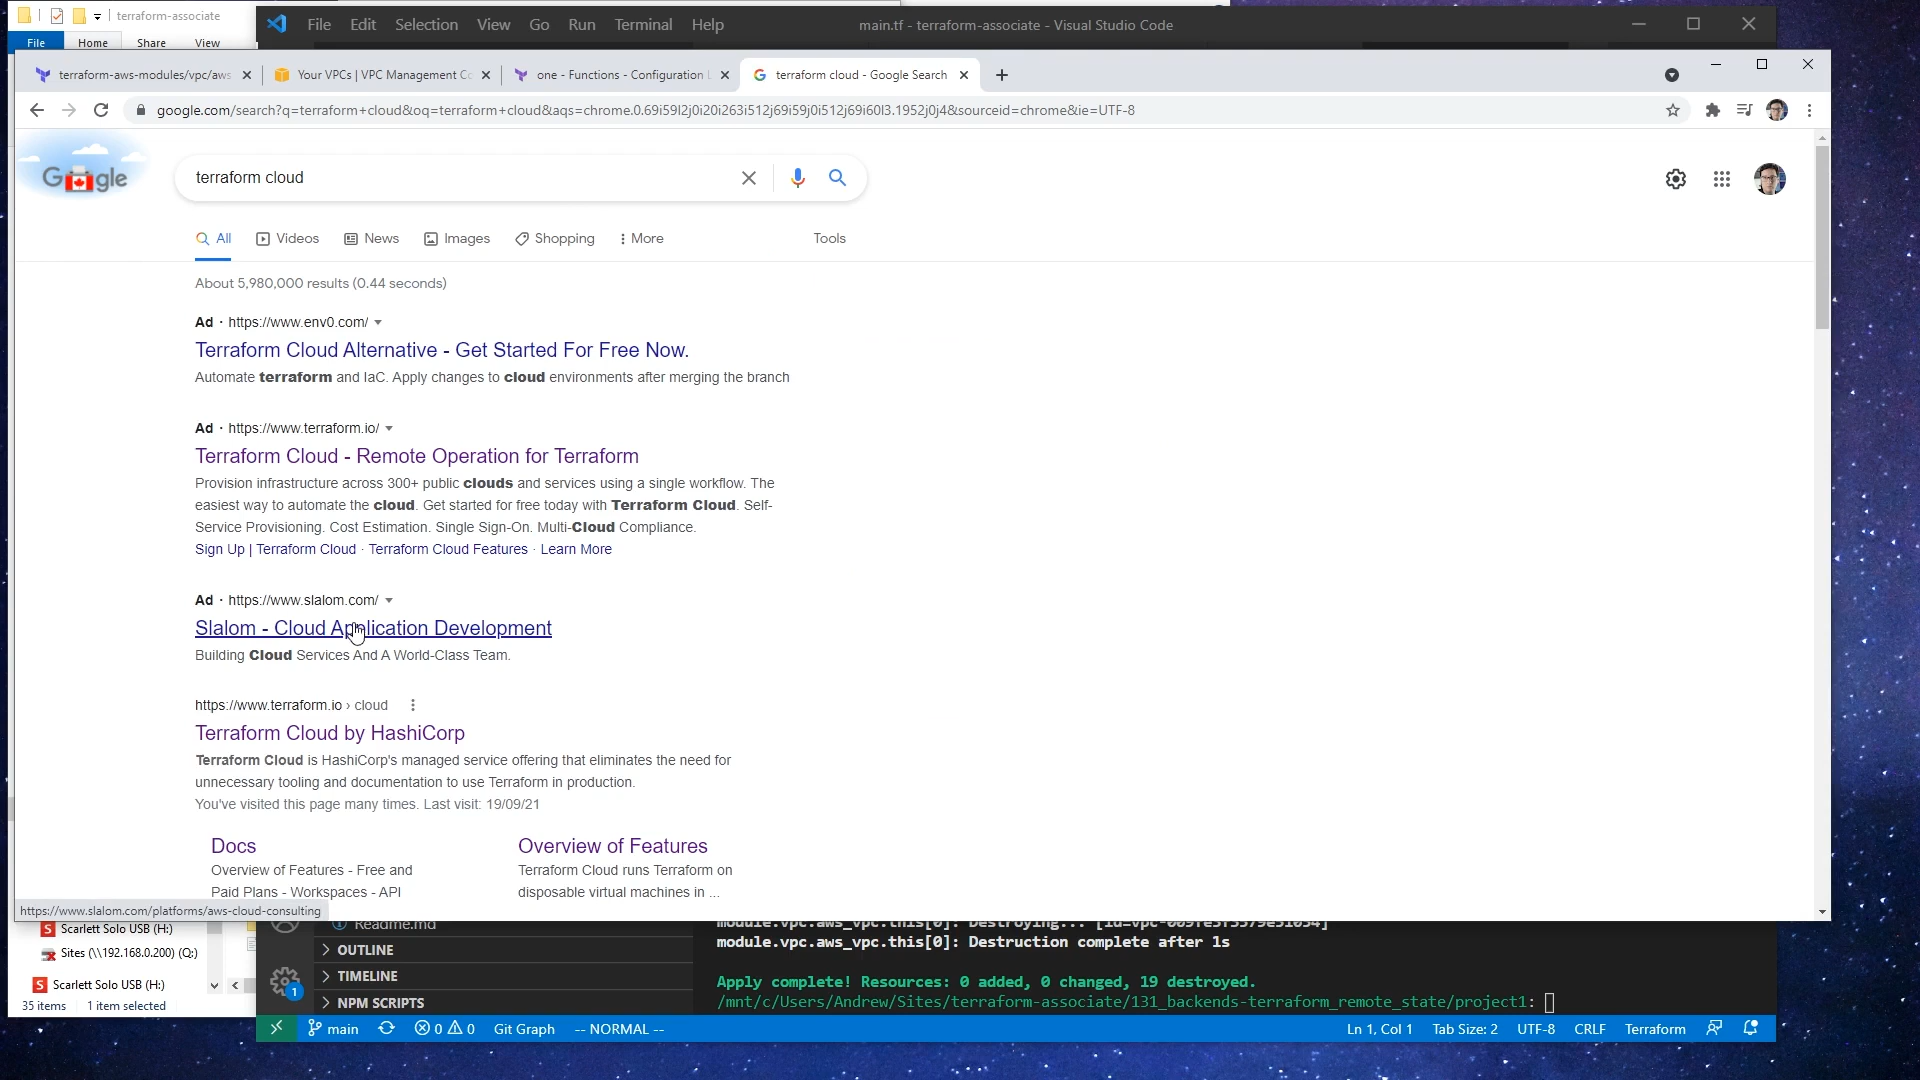 terraform-associate
File Home Share View
File Edit Selection View Go Run Terminal Help
main.tf - terraform-associate - Visual Studio Code
terraform-aws-modules/vpc/aws
Your VPCs | VPC Management Co
one - Functions - Configuration L
terraform cloud - Google Search
google.com/search?q=terraform+cloud&oq=terraform+cloud&aqs=chrome.0.69i59l2j0i20i263i512j69i59j0i512j69i60l3.1952j0j4&sourceid=chrome&ie=UTF-8
Google
terraform cloud
All Videos News Images Shopping More Tools
About 5,980,000 results (0.44 seconds)
Ad · https://www.env0.com/
Terraform Cloud Alternative - Get Started For Free Now.
Automate terraform and IaC. Apply changes to cloud environments after merging the branch
Ad · https://www.terraform.io/
Terraform Cloud - Remote Operation for Terraform
Provision infrastructure across 300+ public clouds and services using a single workflow. The
easiest way to automate the cloud. Get started for free today with Terraform Cloud. Self-
Service Provisioning. Cost Estimation. Single Sign-On. Multi-Cloud Compliance.
Sign Up | Terraform Cloud · Terraform Cloud Features · Learn More
Ad · https://www.slalom.com/
Slalom - Cloud Application Development
Building Cloud Services And A World-Class Team.
https://www.terraform.io › cloud
Terraform Cloud by HashiCorp
Terraform Cloud is HashiCorp's managed service offering that eliminates the need for
unnecessary tooling and documentation to use Terraform in production.
You've visited this page many times. Last visit: 19/09/21
Docs
Overview of Features - Free and
Paid Plans - Workspaces - API
Overview of Features
Terraform Cloud runs Terraform on
disposable virtual machines in ...
https://www.slalom.com/platforms/aws-cloud-consulting
Scarlett Solo USB (H:)
Sites (\\192.168.0.200) (Q:)
Scarlett Solo USB (H:)
35 items 1 item selected
Readme.md
OUTLINE
TIMELINE
NPM SCRIPTS
1
module.vpc.aws_vpc.this[0]: Destroying...
module.vpc.aws_vpc.this[0]: Destruction complete after 1s
Apply complete! Resources: 0 added, 0 changed, 19 destroyed.
/mnt/c/Users/Andrew/Sites/terraform-associate/131_backends-terraform_remote_state/project1:
main 0 0 Git Graph -- NORMAL --
Ln 1, Col 1 Tab Size: 2 UTF-8 CRLF Terraform